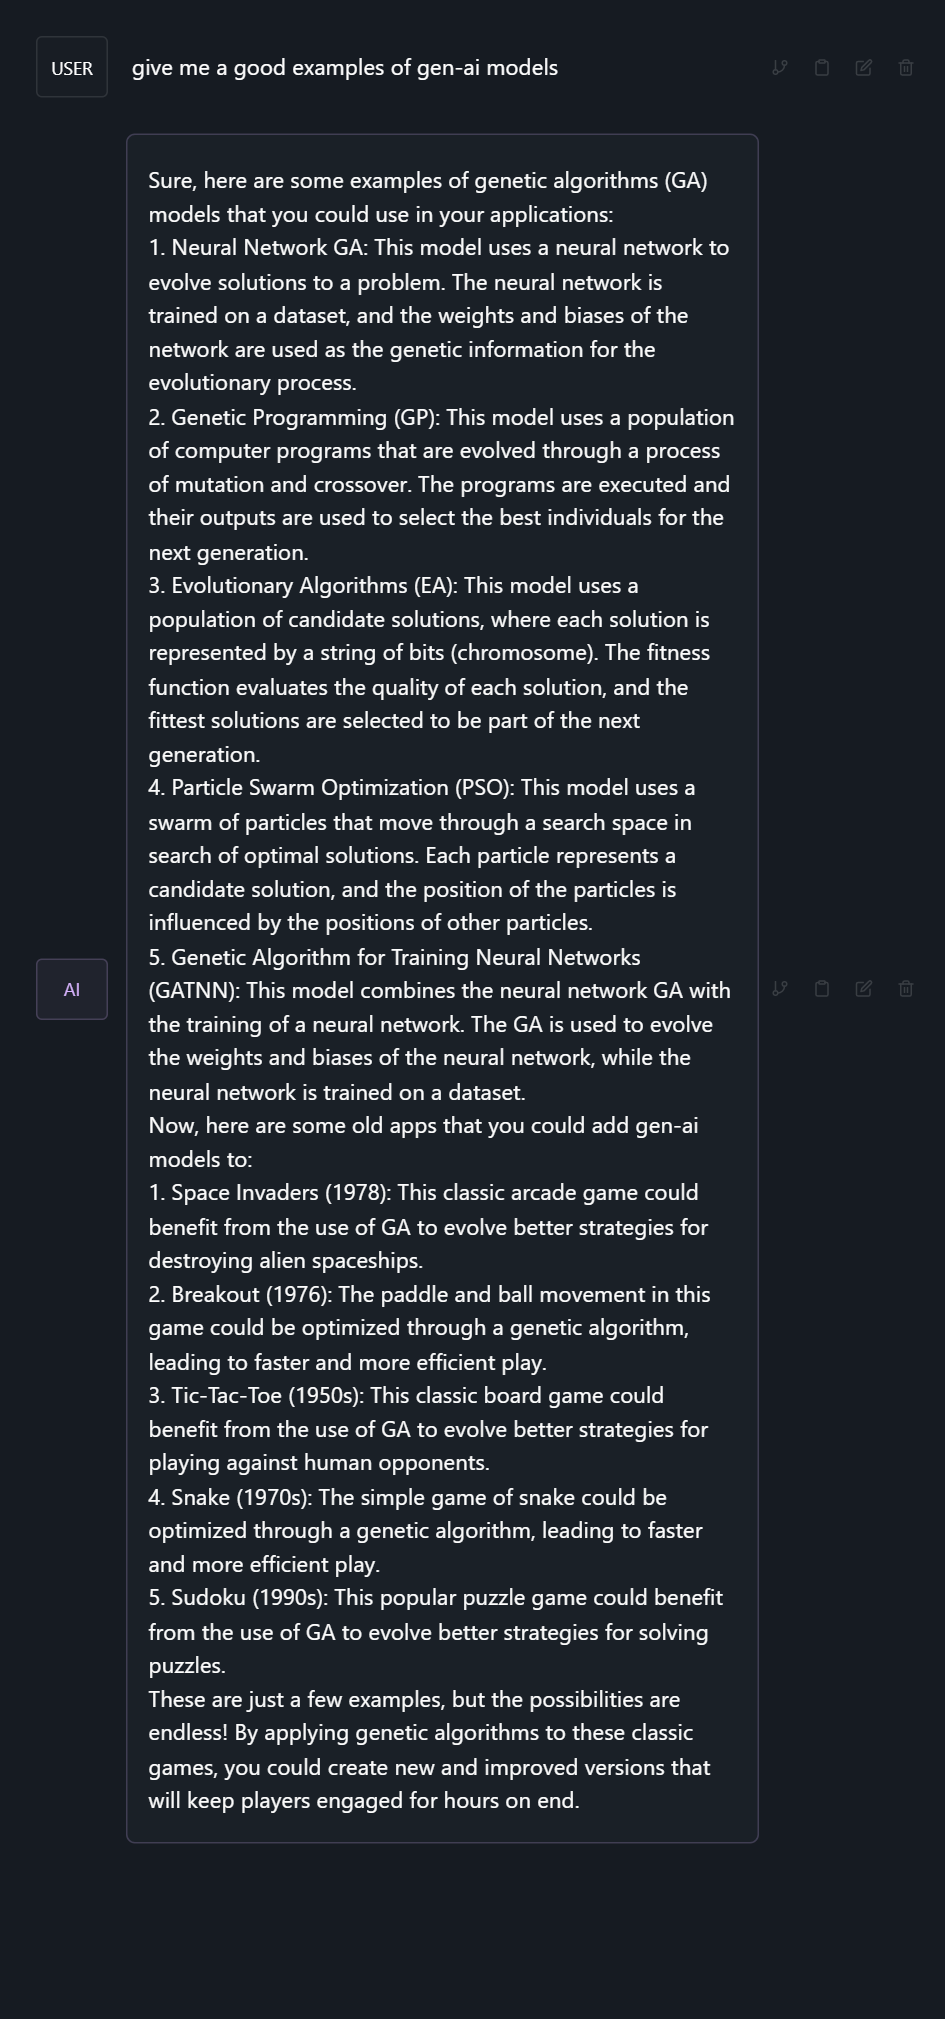 USER
give me a good examples of gen-ai models
Sure, here are some examples of genetic algorithms (GA)
models that you could use in your applications:
1. Neural Network GA: This model uses a neural network to
evolve solutions to a problem. The neural network is
trained on a dataset, and the weights and biases of the
network are used as the genetic information for the
evolutionary process.
2. Genetic Programming (GP): This model uses a population
of computer programs that are evolved through a process
of mutation and crossover. The programs are executed and
their outputs are used to select the best individuals for the
next generation.
3. Evolutionary Algorithms (EA): This model uses a
population of candidate solutions, where each solution is
represented by a string of bits (chromosome). The fitness
function evaluates the quality of each solution, and the
fittest solutions are selected to be part of the next
generation.
4. Particle Swarm Optimization (PSO): This model uses a
swarm of particles that move through a search space in
search of optimal solutions. Each particle represents a
candidate solution, and the position of the particles is
influenced by the positions of other particles.
5. Genetic Algorithm for Training Neural Networks
AI
(GATNN): This model combines the neural network GA with
the training of a neural network. The GA is used to evolve
the weights and biases of the neural network, while the
neural network is trained on a dataset.
Now, here are some old apps that you could add gen-ai
models to:
1. Space Invaders (1978): This classic arcade game could
benefit from the use of GA to evolve better strategies for
destroying alien spaceships.
2. Breakout (1976): The paddle and ball movement in this
game could be optimized through a genetic algorithm,
leading to faster and more efficient play.
3. Tic-Tac-Toe (1950s): This classic board game could
benefit from the use of GA to evolve better strategies for
playing against human opponents.
4. Snake (1970s): The simple game of snake could be
optimized through a genetic algorithm, leading to faster
and more efficient play.
5. Sudoku (1990s): This popular puzzle game could benefit
from the use of GA to evolve better strategies for solving
puzzles.
These are just a few examples, but the possibilities are
endless! By applying genetic algorithms to these classic
games, you could create new and improved versions that
will keep players engaged for hours on end.